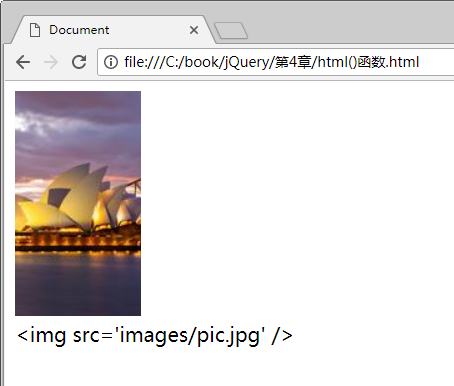 Document
file:///C:/book/jQuery/第4章/html()函数.html
<img src='images/pic.jpg' />